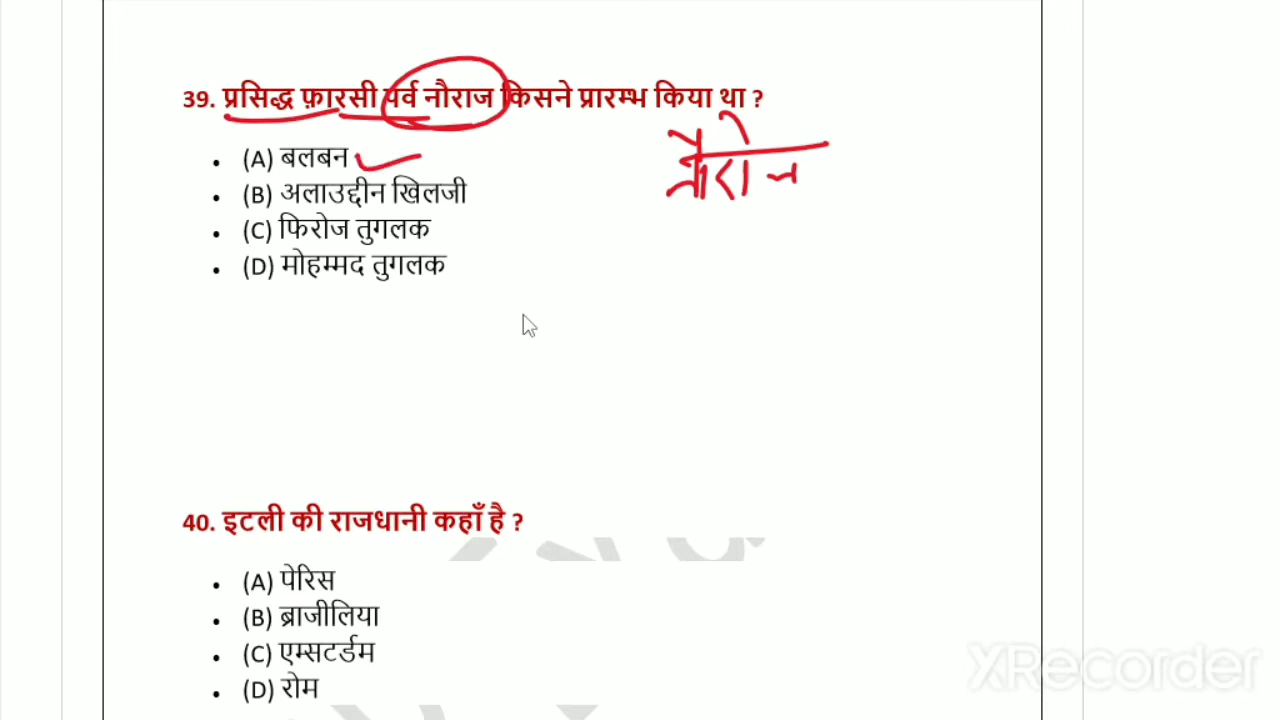 39. प्रसिद्ध फ़ारसी पर्व नौराज किसने प्रारम्भ किया था ?
नौरोज
• (A) बलबन
• (B) अलाउद्दीन खिलजी
• (C) फिरोज तुगलक
• (D) मोहम्मद तुगलक
40. इटली की राजधानी कहाँ है ?
• (A) पेरिस
• (B) ब्राजीलिया
• (C) एम्सटर्डम
• (D) रोम
XRecorder